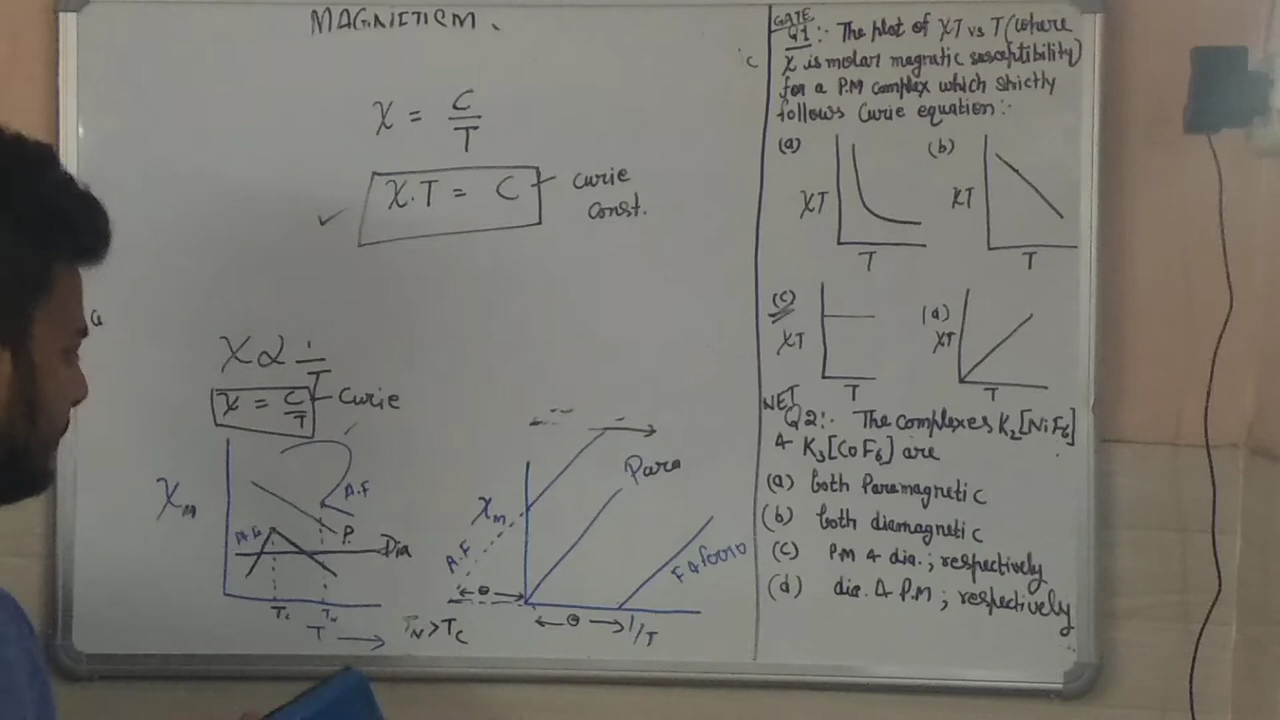 MAGNETISM.
χ = C/T
χ.T = C
Curie
const.
χ ∝ 1/T
χ = C/T
Curie
χm
A.F
P.
Dia
Tc
TN
T
TN > Tc
χm
Para
A.F
θ
θ
1/T
GATE
Q1:- The plot of χT vs T (where
χ is molar magnatic susceptibility)
for a P.M complex which strictly
follows Curie equation:-
(a)
χT
T
(b)
χT
T
(c)
χT
T
(d)
χT
T
NET
Q2:- The complexes K2[NiF6]
& K3[CoF6] are
(a) both Paramagnetic
(b) both diamagnetic
(c) P.M & dia.; respectively
(d) dia. & P.M; respectively